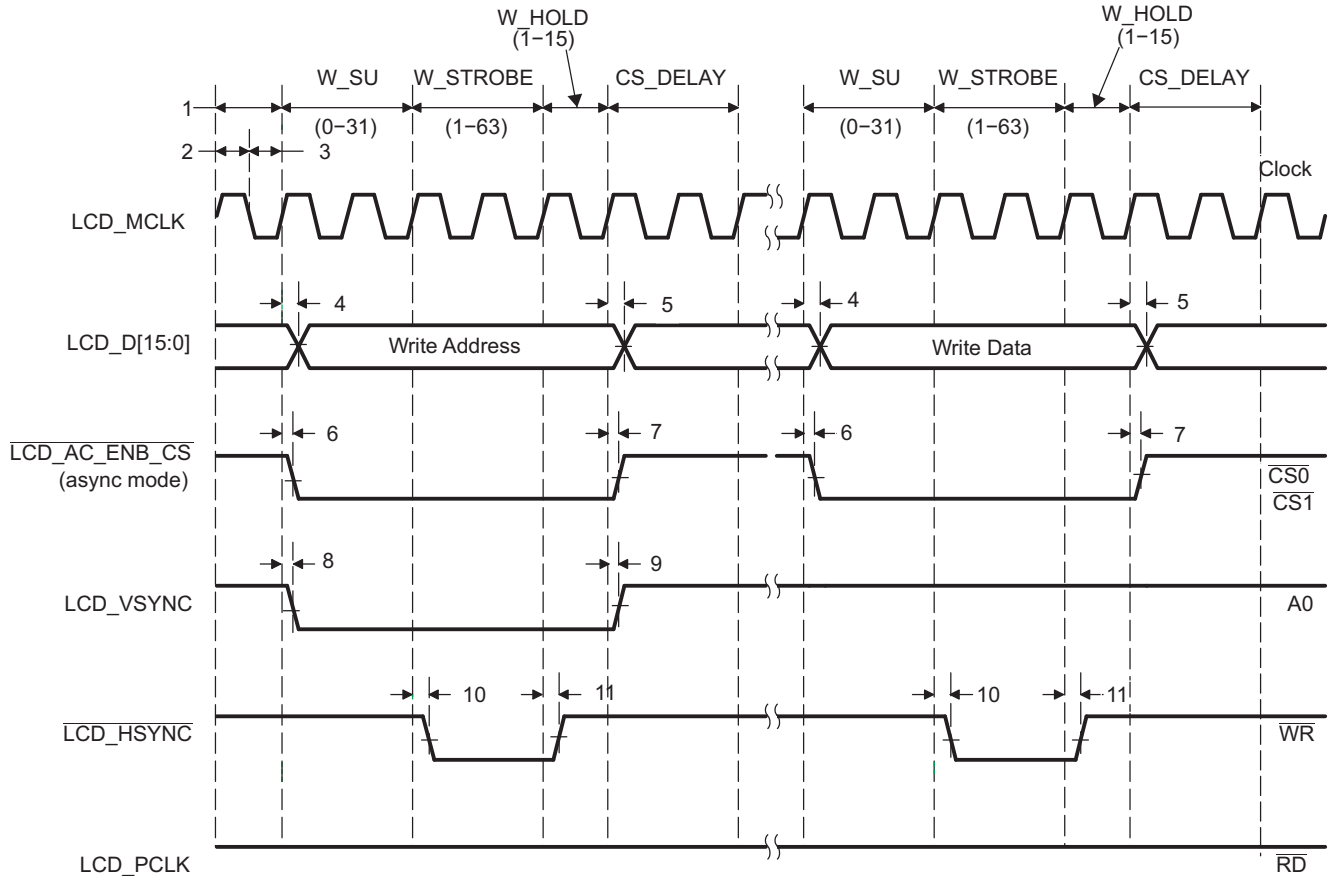 W_HOLD
(1−15)
W_HOLD
(1−15)
W_SU W_STROBE CS_DELAY W_SU W_STROBE CS_DELAY
1
(0−31) (1−63) (0−31) (1−63)
2 3
Clock
LCD_MCLK
4 5 4 5
LCD_D[15:0] Write Address Write Data
6 7 6 7
LCD_AC_ENB_CS
(async mode)
CS0
CS1
8 9
LCD_VSYNC A0
10 11 10 11
LCD_HSYNC WR
LCD_PCLK RD